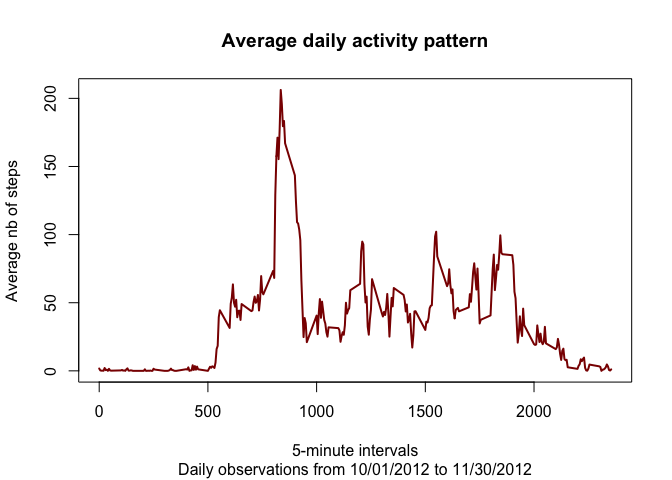 Average daily activity pattern
Average nb of steps
200
150
100
50
0
0 500 1000 1500 2000
5-minute intervals
Daily observations from 10/01/2012 to 11/30/2012